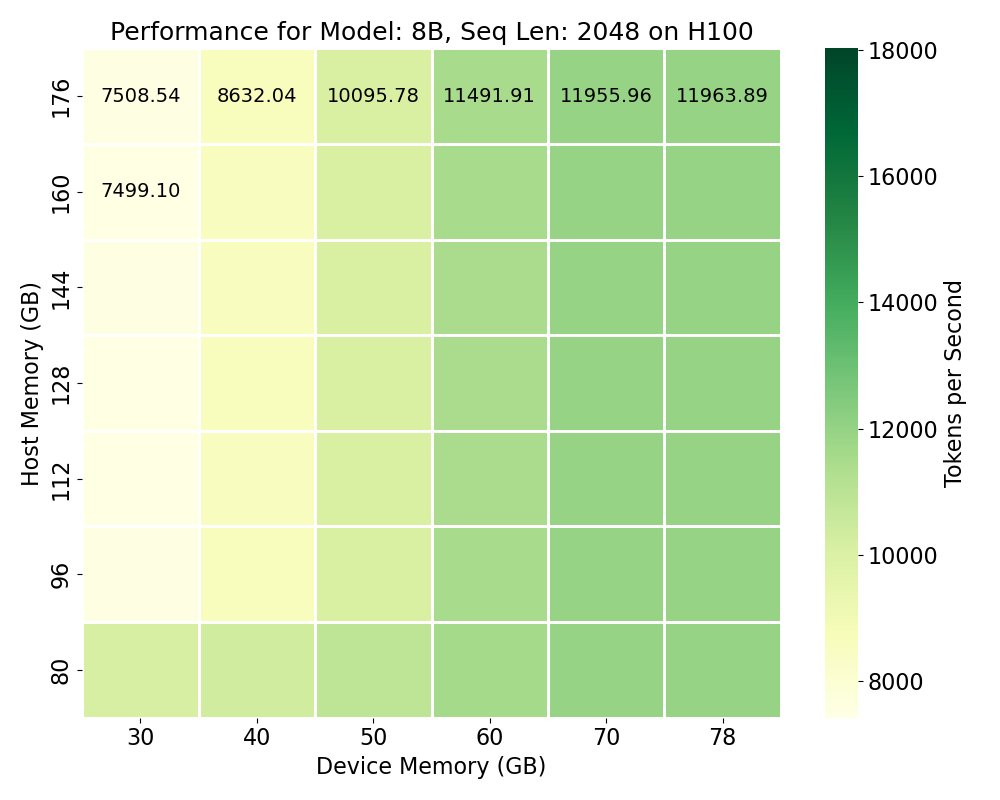 Performance for Model: 8B, Seq Len: 2048 on H100
176 7508.54 8632.04 10095.78 11491.91 11955.96 11963.89
160 7499.10
144
128
112
96
80
30 40 50 60 70 78
Device Memory (GB)
Host Memory (GB)
18000
16000
14000
12000
10000
8000
Tokens per Second